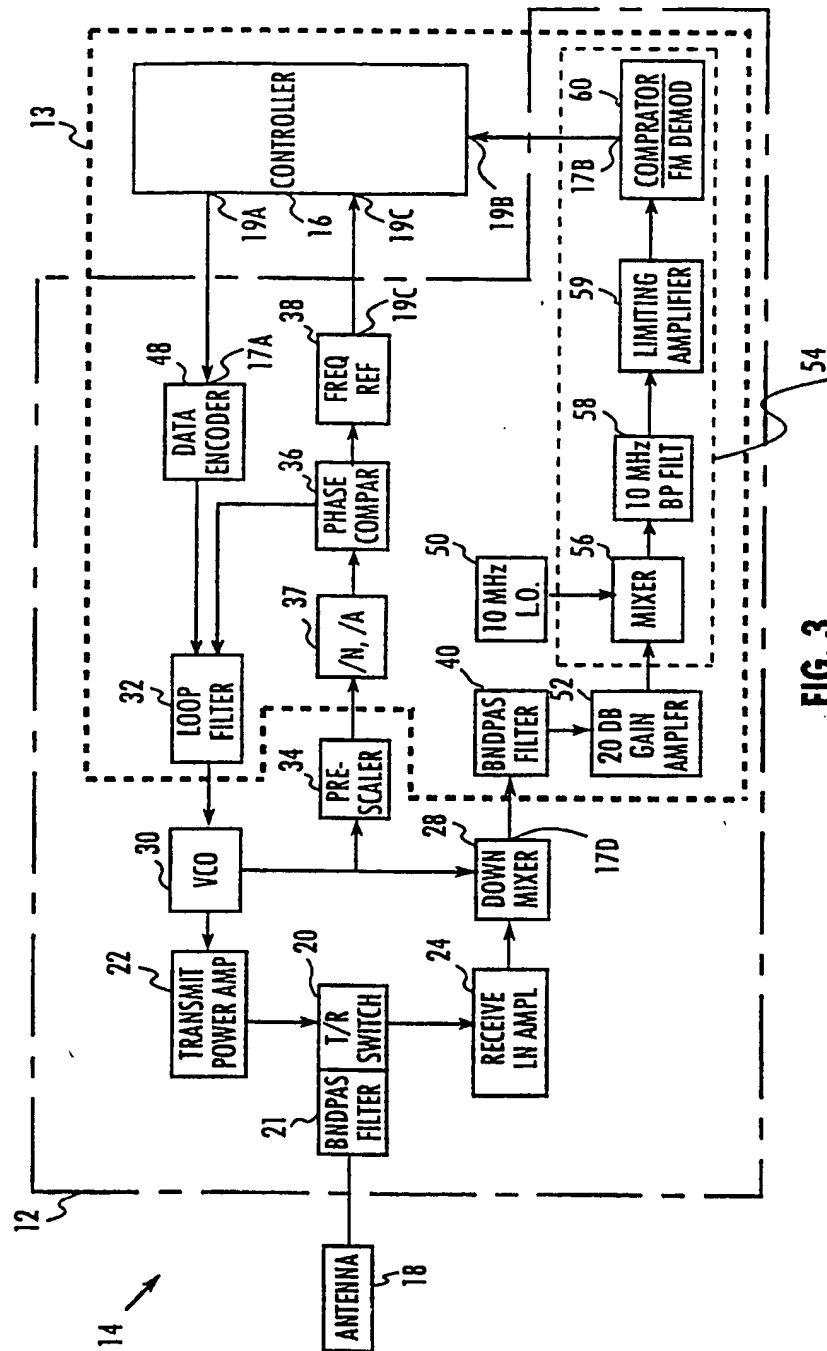 14
12
13
ANTENNA
18
21
BNDPAS
FILTER
20
T/R
SWITCH
22
TRANSMIT
POWER AMP
24
RECEIVE
LN AMPL
30
VCO
28
DOWN
MIXER
17D
32
LOOP
FILTER
34
PRE-
SCALER
37
/N, /A
36
PHASE
COMPAR
38
FREQ
REF
19C
48
DATA
ENCODER
17A
19A
16
19C
CONTROLLER
19B
40
BNDPAS
FILTER
52
20 DB
GAIN
AMPLFR
50
10 MHz
L.O.
56
MIXER
58
10 MHz
BP FILT
59
LIMITING
AMPLIFIER
17B
60
COMPRATOR
FM DEMOD
54
FIG. 3